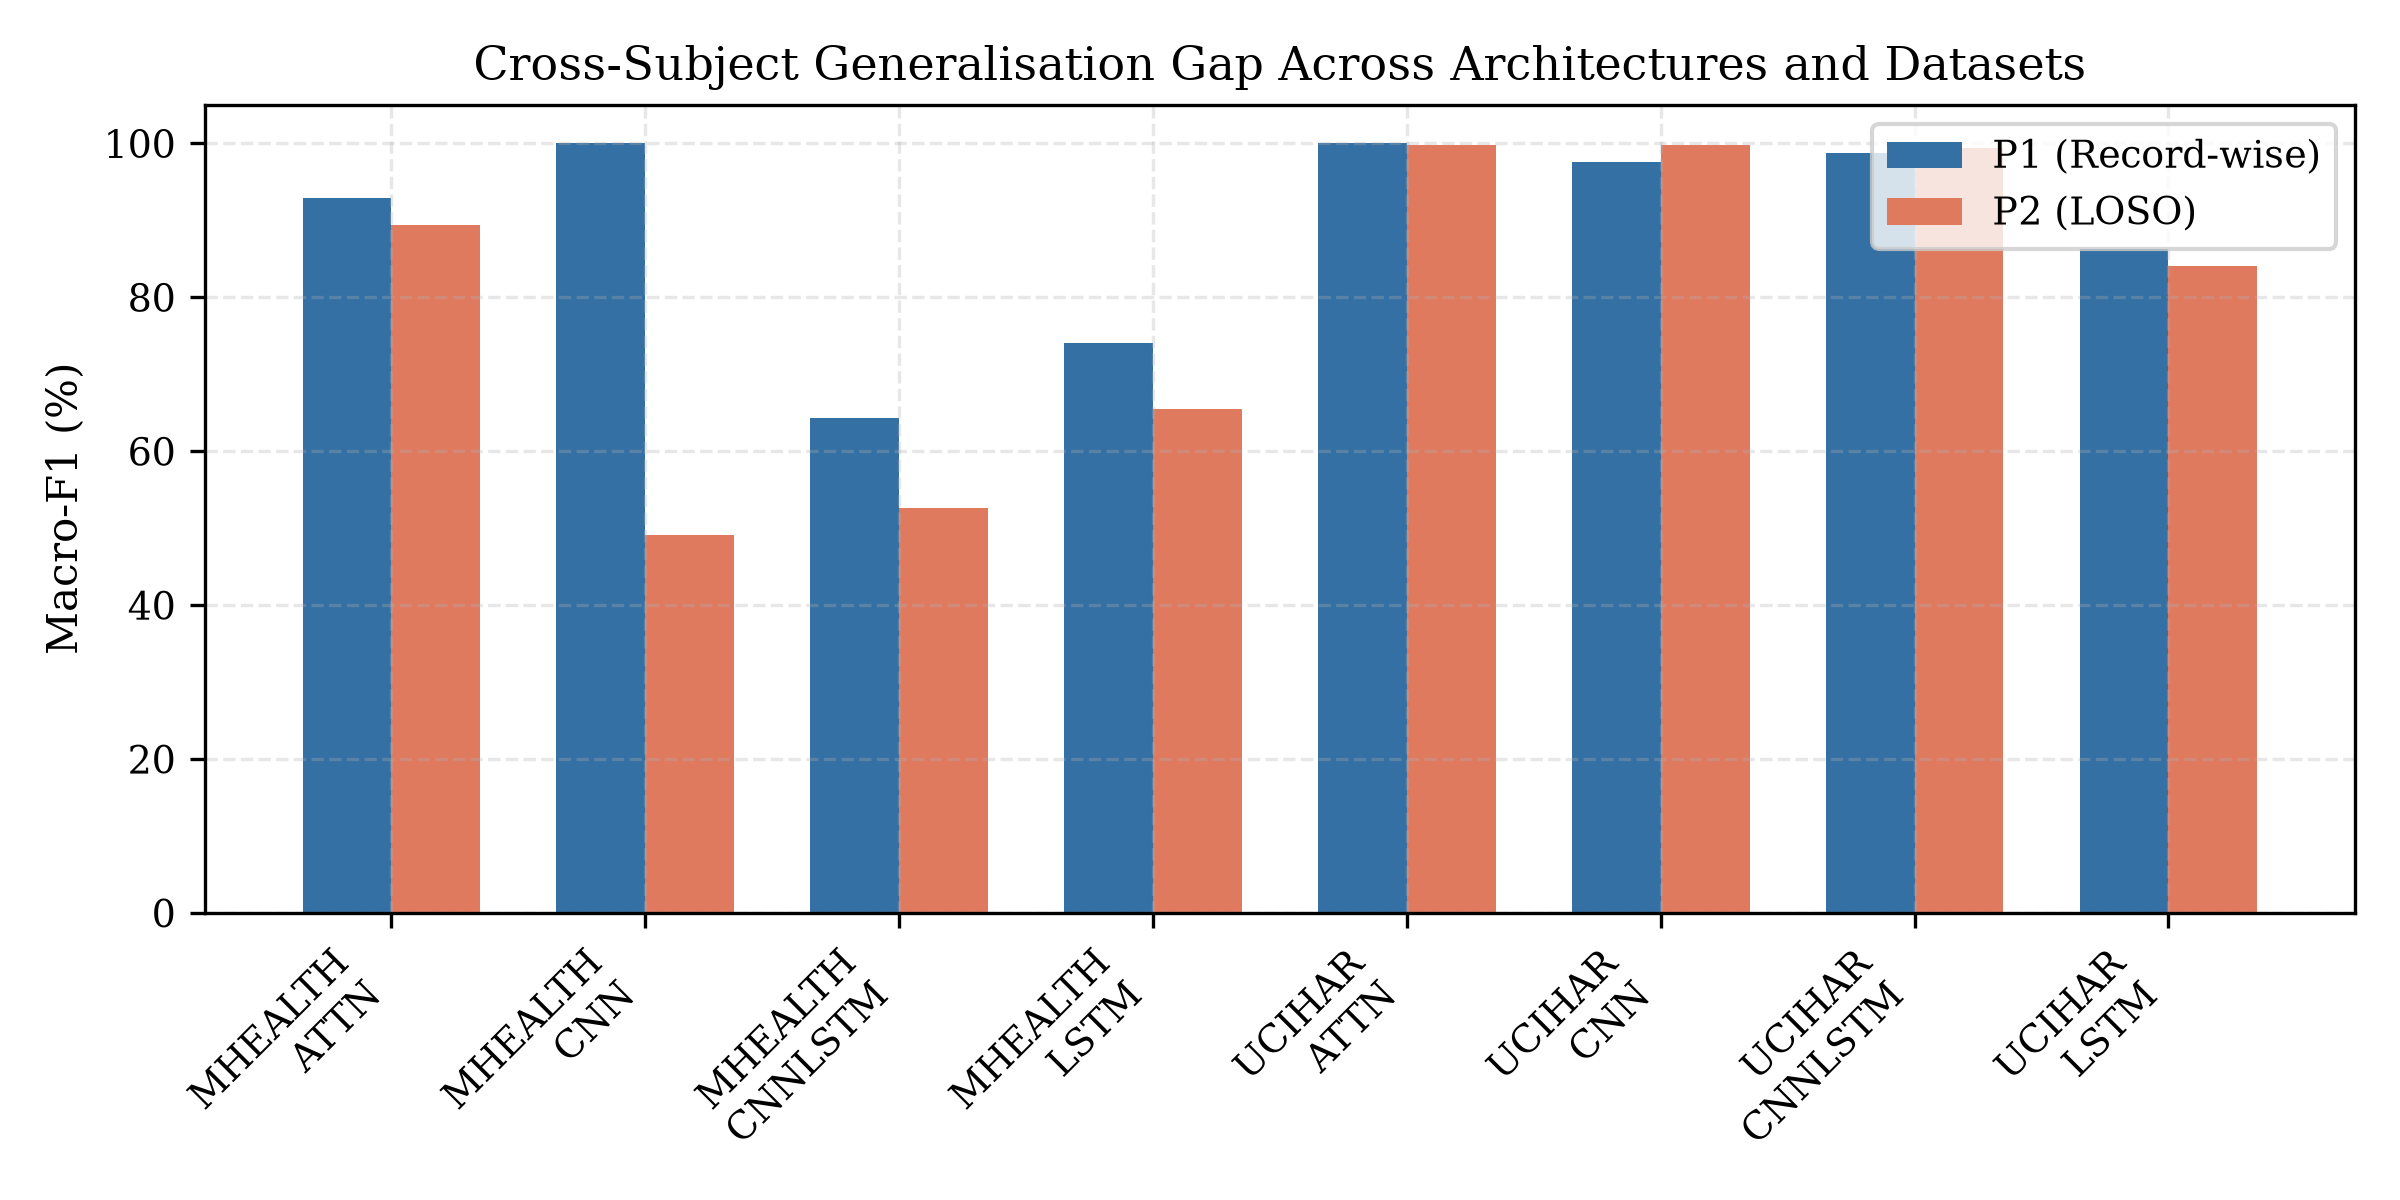 Cross-Subject Generalisation Gap Across Architectures and Datasets
Macro-F1 (%)
100
80
60
40
20
0
P1 (Record-wise)
P2 (LOSO)
MHEALTH
ATTN
MHEALTH
CNN
MHEALTH
CNNLSTM
MHEALTH
LSTM
UCIHAR
ATTN
UCIHAR
CNN
UCIHAR
CNNLSTM
UCIHAR
LSTM